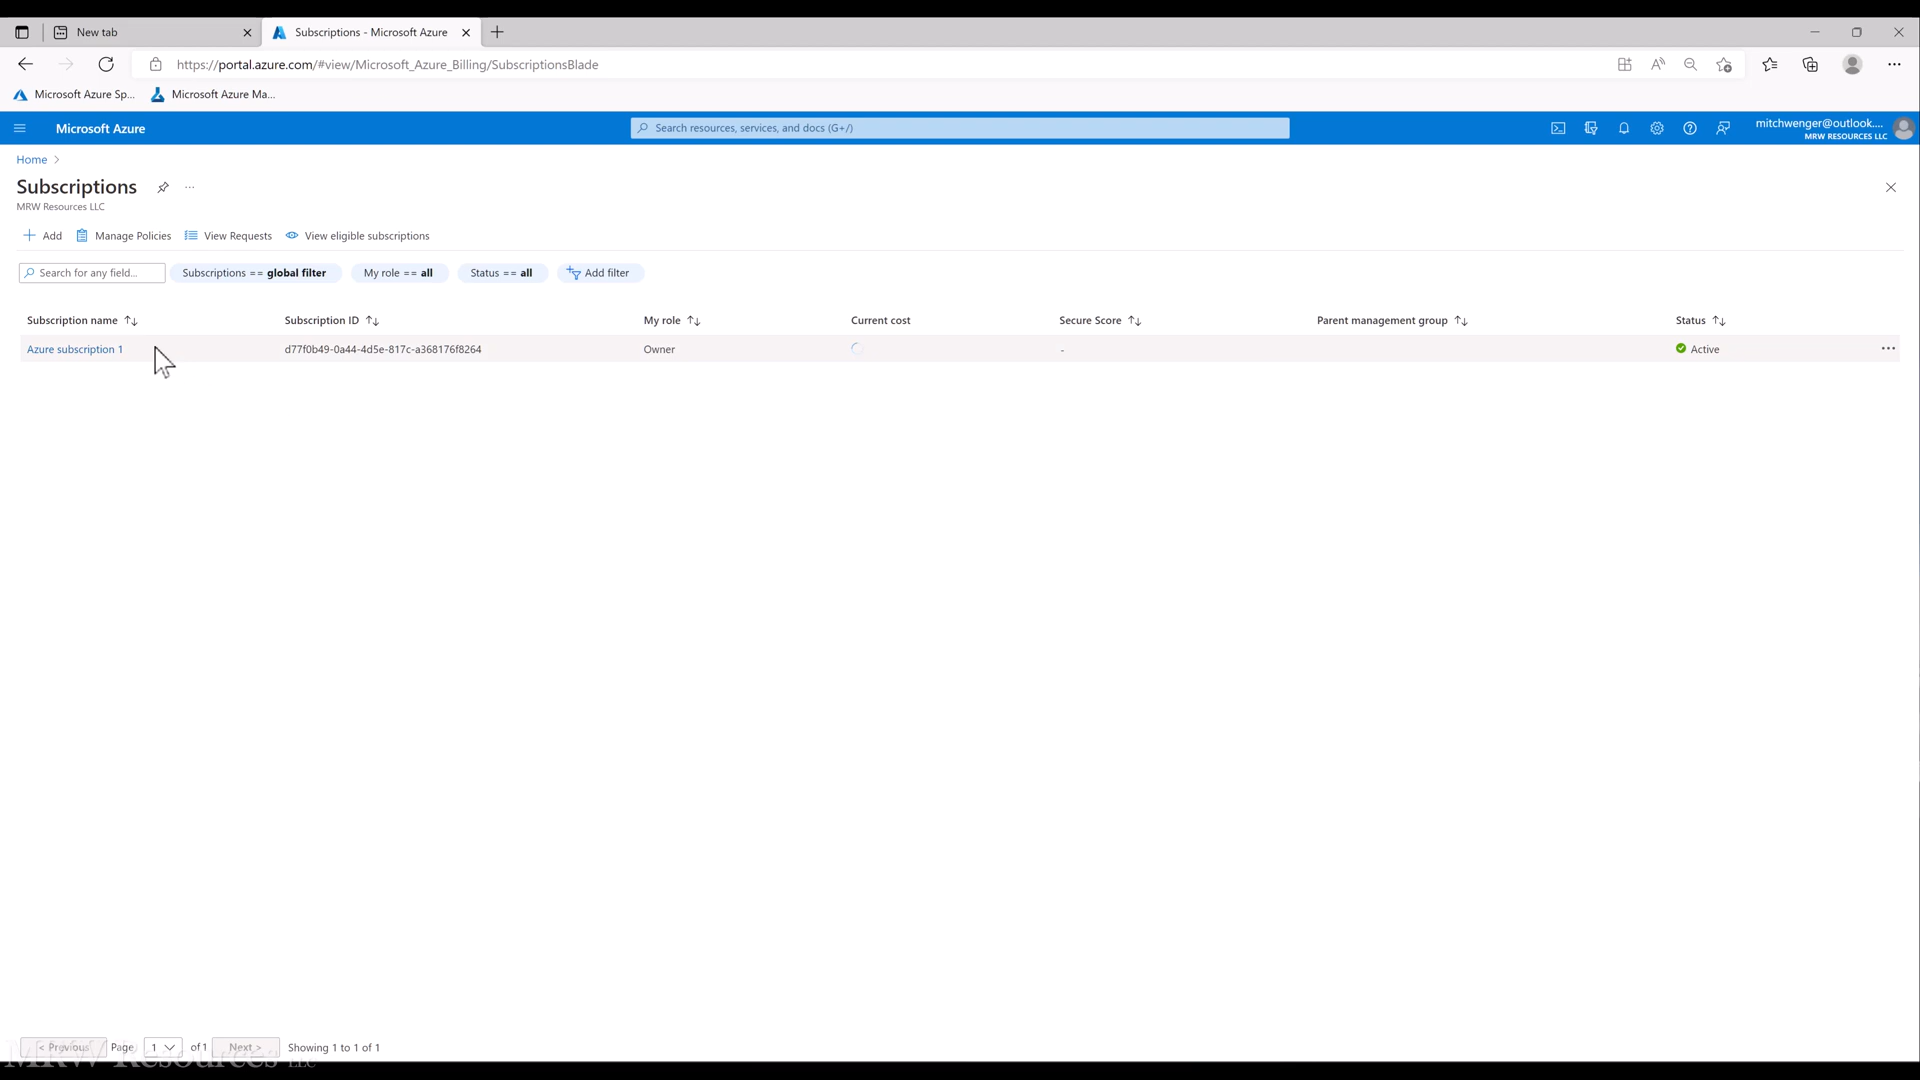 New tab
Subscriptions - Microsoft Azure
https://portal.azure.com/#view/Microsoft_Azure_Billing/SubscriptionsBlade
Microsoft Azure Sp...
Microsoft Azure Ma...
Microsoft Azure
Search resources, services, and docs (G+/)
mitchwenger@outlook....
MRW RESOURCES LLC
Home
Subscriptions
MRW Resources LLC
Add
Manage Policies
View Requests
View eligible subscriptions
Search for any field...
Subscriptions == global filter
My role == all
Status == all
Add filter
Subscription name
Subscription ID
My role
Current cost
Secure Score
Parent management group
Status
Azure subscription 1
d77f0b49-0a44-4d5e-817c-a368176f8264
Owner
-
Active
< Previous
Page
1
of 1
Next >
Showing 1 to 1 of 1
MRW Resources LLC